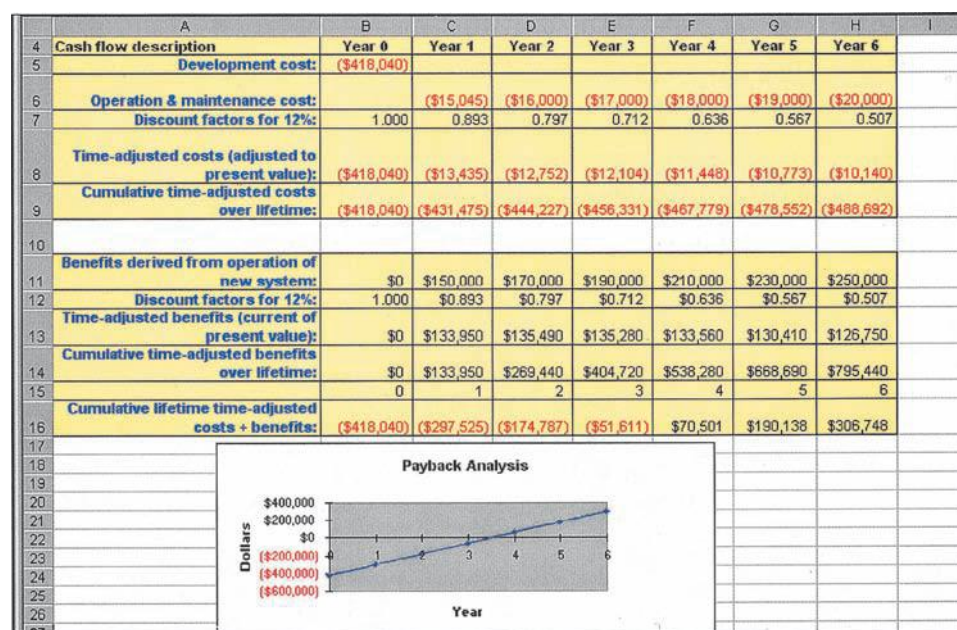 A B C D E F G H I
4 Cash flow description Year 0 Year 1 Year 2 Year 3 Year 4 Year 5 Year 6
5 Development cost: ($418,040)
6 Operation & maintenance cost: ($15,045) ($16,000) ($17,000) ($18,000) ($19,000) ($20,000)
7 Discount factors for 12%: 1.000 0.893 0.797 0.712 0.636 0.567 0.507
Time-adjusted costs (adjusted to
8 present value): ($418,040) ($13,435) ($12,752) ($12,104) ($11,448) ($10,773) ($10,140)
Cumulative time-adjusted costs
9 over lifetime: ($418,040) ($431,475) ($444,227) ($456,331) ($467,779) ($478,552) ($488,692)
10
Benefits derived from operation of
11 new system: $0 $150,000 $170,000 $190,000 $210,000 $230,000 $250,000
12 Discount factors for 12%: 1.000 $0.893 $0.797 $0.712 $0.636 $0.567 $0.507
Time-adjusted benefits (current of
13 present value): $0 $133,950 $135,490 $135,280 $133,560 $130,410 $126,750
Cumulative time-adjusted benefits
14 over lifetime: $0 $133,950 $269,440 $404,720 $538,280 $668,690 $795,440
15 0 1 2 3 4 5 6
Cumulative lifetime time-adjusted
16 costs + benefits: ($418,040) ($297,525) ($174,787) ($51,611) $70,501 $190,138 $306,748
17
18 Payback Analysis
19
20 $400,000
21 $200,000
22 $0
23 ($200,000) 0 1 2 3 4 5 6
24 ($400,000)
25 ($600,000)
Dollars
26 Year